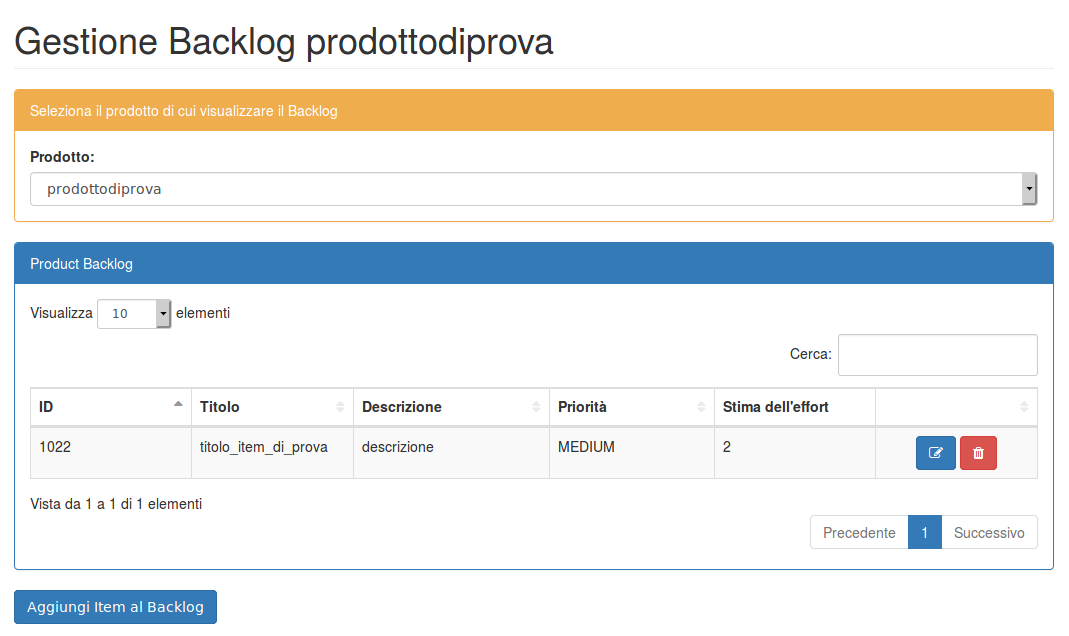 Gestione Backlog prodottodiprova
Seleziona il prodotto di cui visualizzare il Backlog
Prodotto:
prodottodiprova
Product Backlog
Visualizza 10 elementi
Cerca:
ID Titolo Descrizione Priorità Stima dell'effort
1022 titolo_item_di_prova descrizione MEDIUM 2
Vista da 1 a 1 di 1 elementi
Precedente 1 Successivo
Aggiungi Item al Backlog